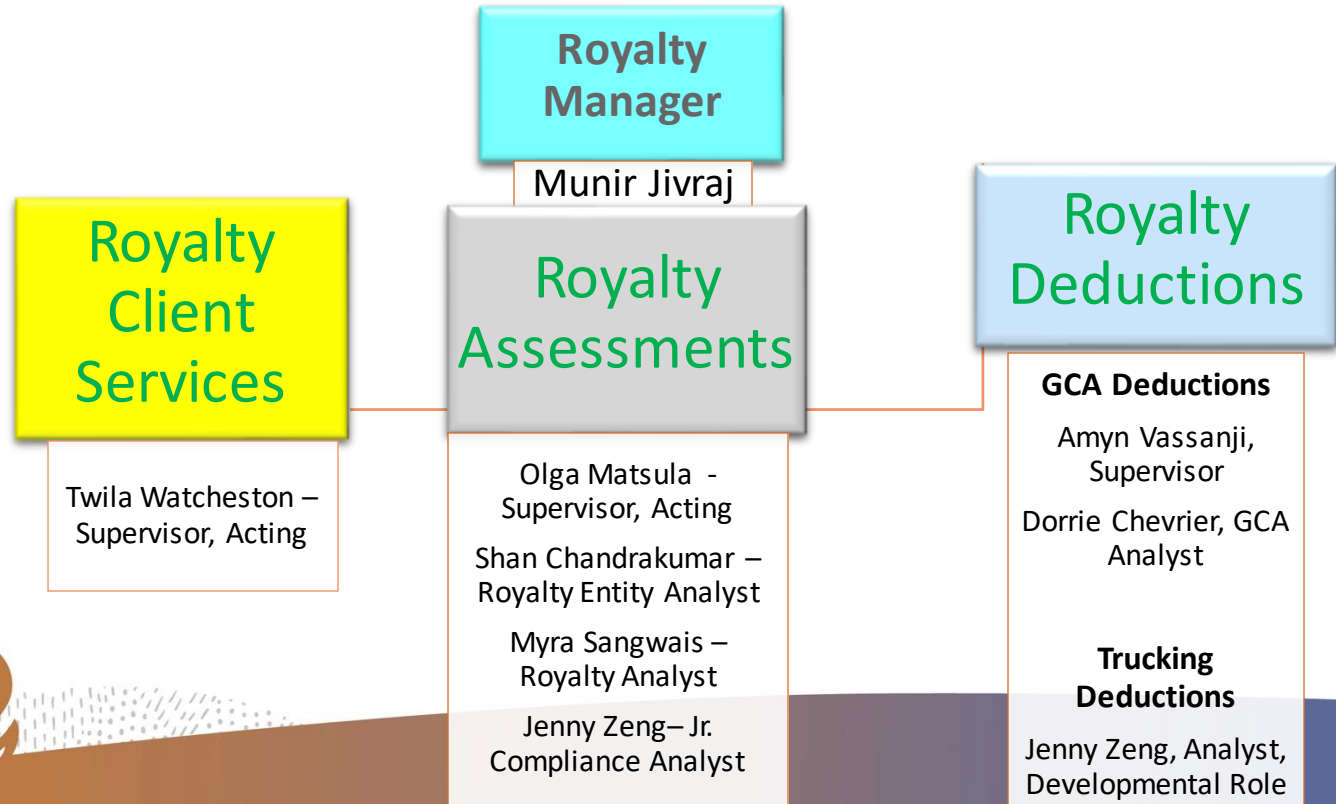 Royalty
Manager
Munir Jivraj
Royalty
Client
Services
Twila Watcheston –
Supervisor, Acting
Royalty
Assessments
Olga Matsula -
Supervisor, Acting
Shan Chandrakumar –
Royalty Entity Analyst
Myra Sangwais –
Royalty Analyst
Jenny Zeng– Jr.
Compliance Analyst
Royalty
Deductions
GCA Deductions
Amyn Vassanji,
Supervisor
Dorrie Chevrier, GCA
Analyst
Trucking
Deductions
Jenny Zeng, Analyst,
Developmental Role